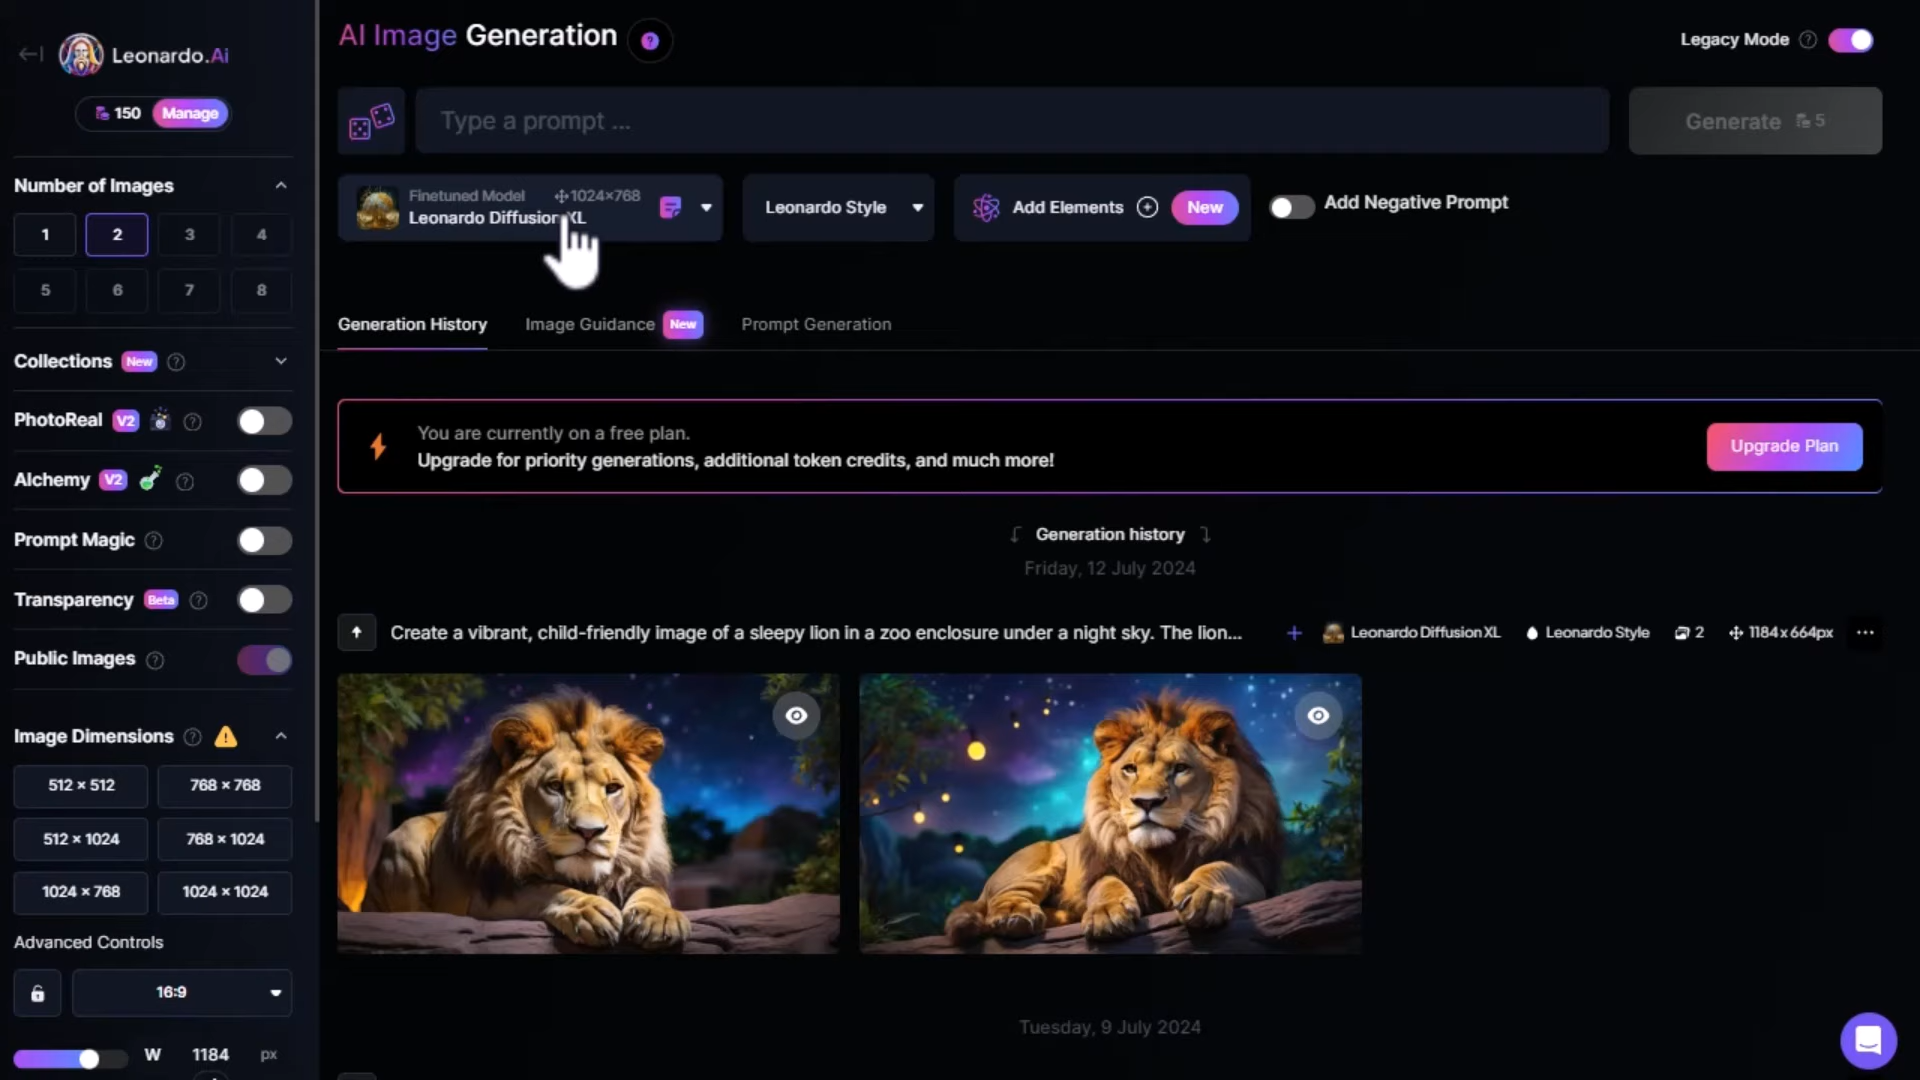 Leonardo.Ai
150 Manage
Number of Images
1 2 3 4
5 6 7 8
Collections New ?
PhotoReal V2 ?
Alchemy V2 ?
Prompt Magic ?
Transparency Beta ?
Public Images ?
Image Dimensions ?
512 × 512 768 × 768
512 × 1024 768 × 1024
1024 × 768 1024 × 1024
Advanced Controls
16:9
W 1184 px
AI Image Generation ?
Legacy Mode ?
Type a prompt ...
Generate 5
Finetuned Model 1024×768
Leonardo Diffusion XL
Leonardo Style
Add Elements New
Add Negative Prompt
Generation History Image Guidance New Prompt Generation
You are currently on a free plan.
Upgrade for priority generations, additional token credits, and much more!
Upgrade Plan
Generation history
Friday, 12 July 2024
Create a vibrant, child-friendly image of a sleepy lion in a zoo enclosure under a night sky. The lion... Leonardo Diffusion XL Leonardo Style 2 1184x664px
Tuesday, 9 July 2024